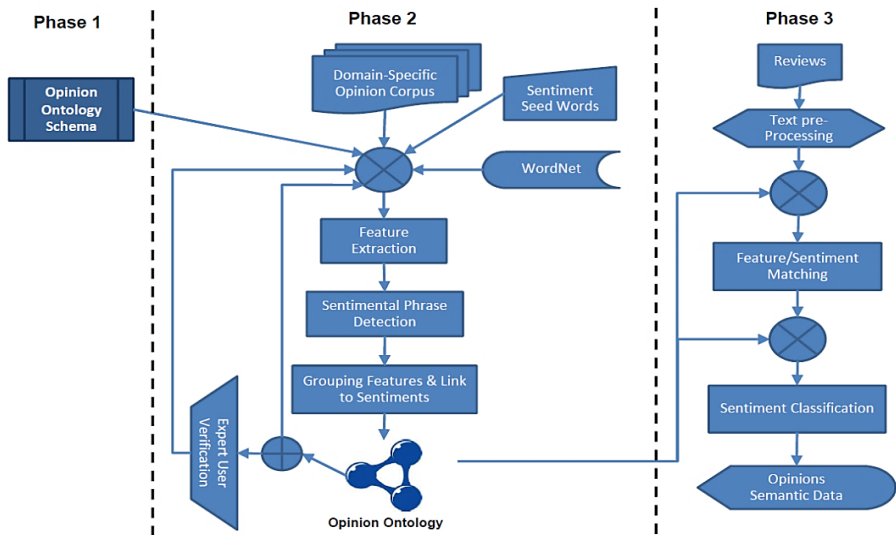 Phase 1
Opinion
Ontology
Schema
Phase 2
Domain-Specific
Opinion Corpus
Sentiment
Seed Words
WordNet
Feature
Extraction
Sentimental Phrase
Detection
Grouping Features & Link
to Sentiments
Expert User
Verification
Opinion Ontology
Phase 3
Reviews
Text pre-
Processing
Feature/Sentiment
Matching
Sentiment Classification
Opinions
Semantic Data